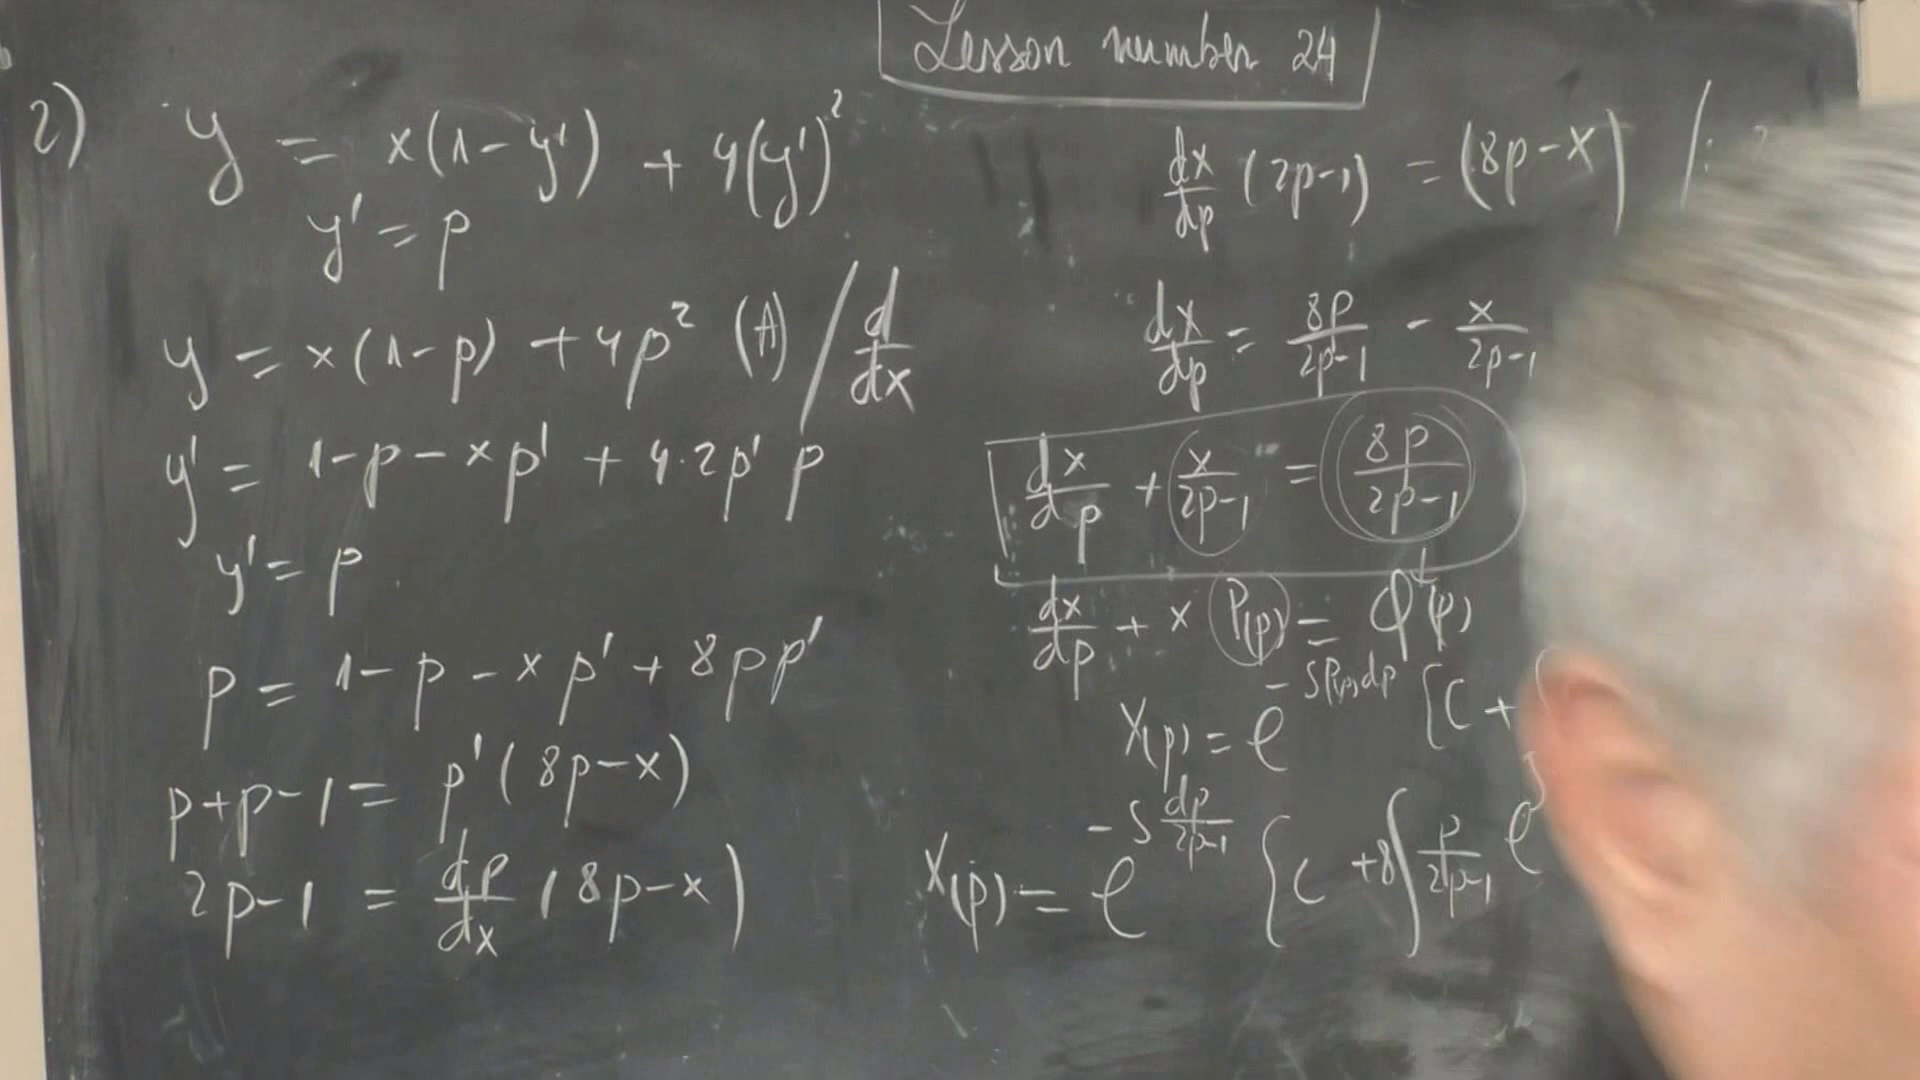 Lesson number 24
2) y = x(1-y') + 4(y')²
y' = p
y = x(1-p) + 4p² (A) / d/dx
y' = 1-p-xp' + 4·2p' p
y' = p
p = 1-p-xp' + 8pp'
p+p-1 = p'(8p-x)
2p-1 = dp/dx (8p-x)
dx/dp (2p-1) = (8p-x) / :
dx/dp = 8p/2p-1 - x/2p-1
dx/dp + x/2p-1 = 8p/2p-1
dx/dp + x P(p) = Q(p)
x(p) = e^-∫P(p)dp {C +
x(p) = e^-∫dp/2p-1 {C +8∫ p/2p-1 e